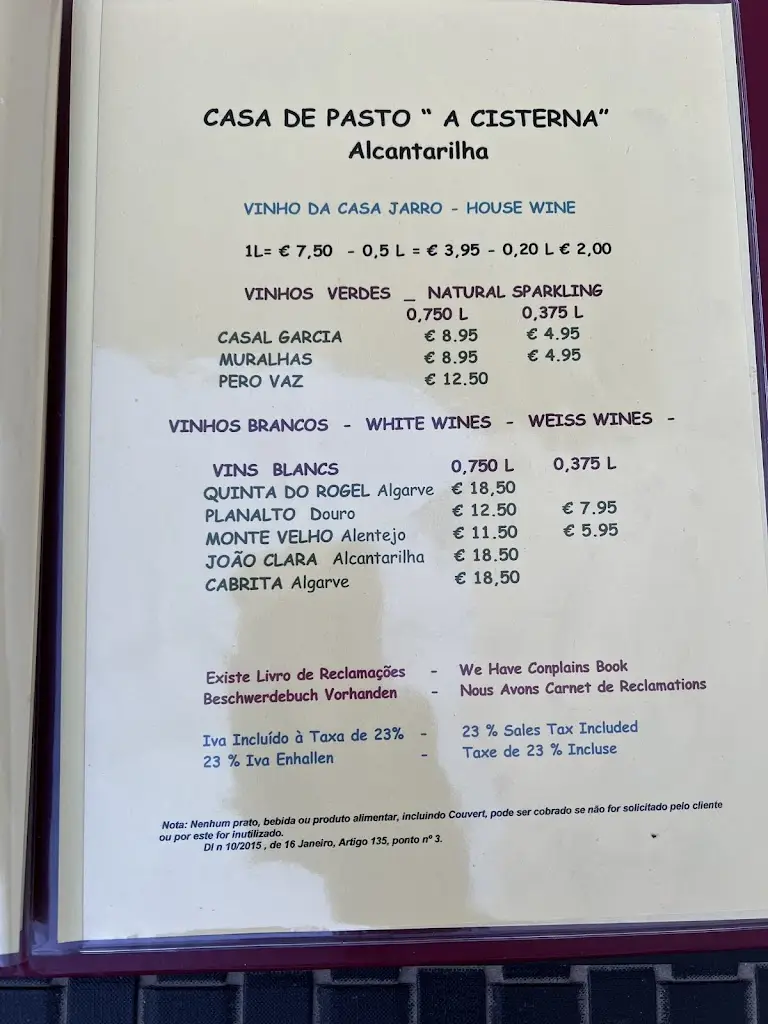 CASA DE PASTO “ A CISTERNA”
Alcantarilha
VINHO DA CASA JARRO - HOUSE WINE
1L= € 7,50 - 0,5 L = € 3,95 - 0,20 L € 2,00
VINHOS VERDES _ NATURAL SPARKLING
0,750 L 0,375 L
CASAL GARCIA € 8.95 € 4.95
MURALHAS € 8.95 € 4.95
PERO VAZ € 12.50
VINHOS BRANCOS - WHITE WINES - WEISS WINES -
VINS BLANCS 0,750 L 0,375 L
QUINTA DO ROGEL Algarve € 18,50
PLANALTO Douro € 12.50 € 7.95
MONTE VELHO Alentejo € 11.50 € 5.95
JOÃO CLARA Alcantarilha € 18.50
CABRITA Algarve € 18,50
Existe Livro de Reclamações - We Have Conplains Book
Beschwerdebuch Vorhanden - Nous Avons Carnet de Reclamations
Iva Incluído à Taxa de 23% - 23 % Sales Tax Included
23 % Iva Enhallen - Taxe de 23 % Incluse
Nota: Nenhum prato, bebida ou produto alimentar, incluindo Couvert, pode ser cobrado se não for solicitado pelo cliente
ou por este for inutilizado.
Dl n 10/2015 , de 16 Janeiro, Artigo 135, ponto nº 3.